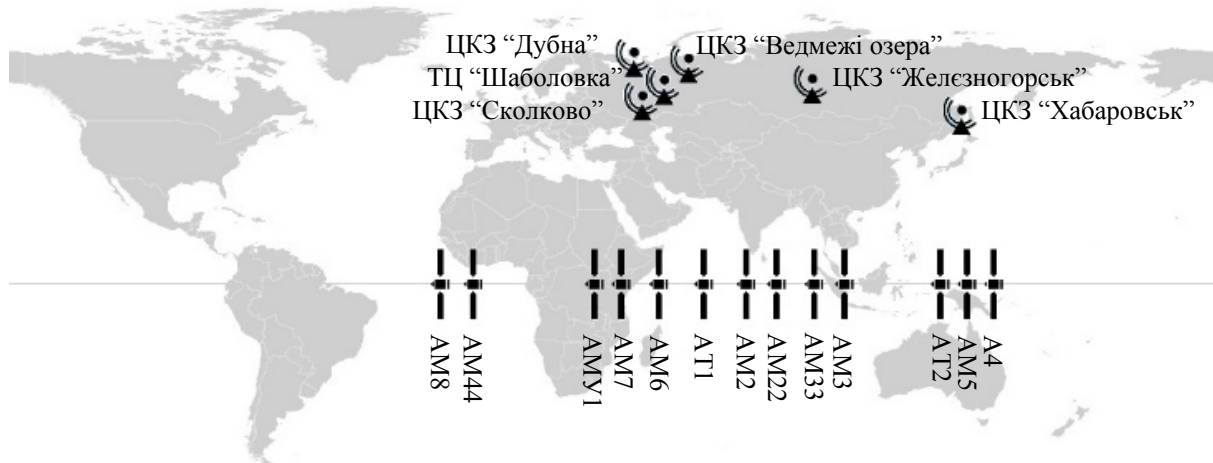 ЦКЗ “Дубна”
ЦКЗ “Ведмежі озера”
ТЦ “Шаболовка”
ЦКЗ “Желєзногорськ”
ЦКЗ “Сколково”
ЦКЗ “Хабаровськ”
АМ8
АМ44
АМУ1
АМ7
АМ6
АТ1
АМ2
АМ22
АМ33
АМ3
АТ2
АМ5
А4